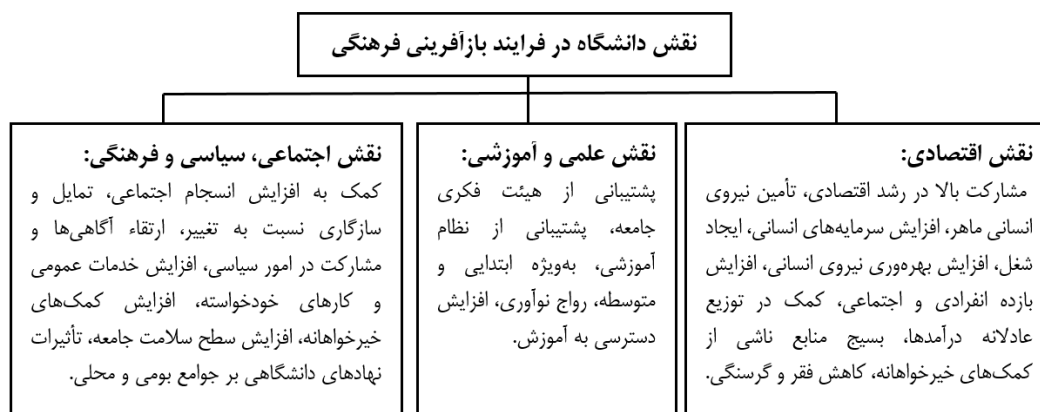 نقش دانشگاه در فرایند بازآفرینی فرهنگی
نقش اقتصادی:
مشارکت بالا در رشد اقتصادی، تأمین نیروی
انسانی ماهر، افزایش سرمایه‌های انسانی، ایجاد
شغل، افزایش بهره‌وری نیروی انسانی، افزایش
بازده انفرادی و اجتماعی، کمک در توزیع
عادلانه درآمدها، بسیج منابع ناشی از
کمک‌های خیرخواهانه، کاهش فقر و گرسنگی.
نقش علمی و آموزشی:
پشتیبانی از هیئت فکری
جامعه، پشتیبانی از نظام
آموزشی، به‌ویژه ابتدایی و
متوسطه، رواج نوآوری، افزایش
دسترسی به آموزش.
نقش اجتماعی، سیاسی و فرهنگی:
کمک به افزایش انسجام اجتماعی، تمایل و
سازگاری نسبت به تغییر، ارتقاء آگاهی‌ها و
مشارکت در امور سیاسی، افزایش خدمات عمومی
و کارهای خودخواسته، افزایش کمک‌های
خیرخواهانه، افزایش سطح سلامت جامعه، تأثیرات
نهادهای دانشگاهی بر جوامع بومی و محلی.